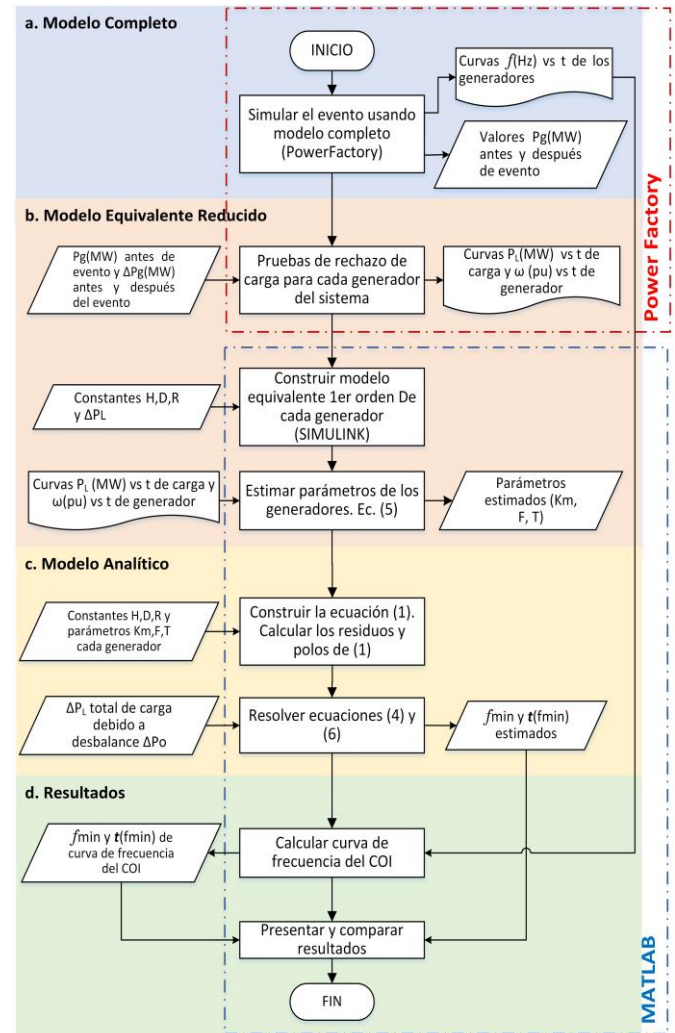 a. Modelo Completo
INICIO
Curvas f(Hz) vs t de los
generadores
Simular el evento usando
modelo completo
(PowerFactory)
Valores Pg(MW)
antes y después
de evento
Power Factory
b. Modelo Equivalente Reducido
Pg(MW) antes de
evento y ΔPg(MW)
antes y después
del evento
Pruebas de rechazo de
carga para cada generador
del sistema
Curvas PL(MW) vs t de
carga y ω (pu) vs t de
generador
Constantes H,D,R
y ΔPL
Construir modelo
equivalente 1er orden De
cada generador
(SIMULINK)
Curvas PL (MW) vs t de carga y
ω(pu) vs t de generador
Estimar parámetros de los
generadores. Ec. (5)
Parámetros
estimados (Km,
F, T)
c. Modelo Analítico
Constantes H,D,R y
parámetros Km,F,T
cada generador
Construir la ecuación (1).
Calcular los residuos y
polos de (1)
ΔPL total de carga
debido a
desbalance ΔPo
Resolver ecuaciones (4) y
(6)
fmin y t(fmin)
estimados
d. Resultados
fmin y t(fmin) de
curva de frecuencia
del COI
Calcular curva de
frecuencia del COI
Presentar y comparar
resultados
FIN
MATLAB